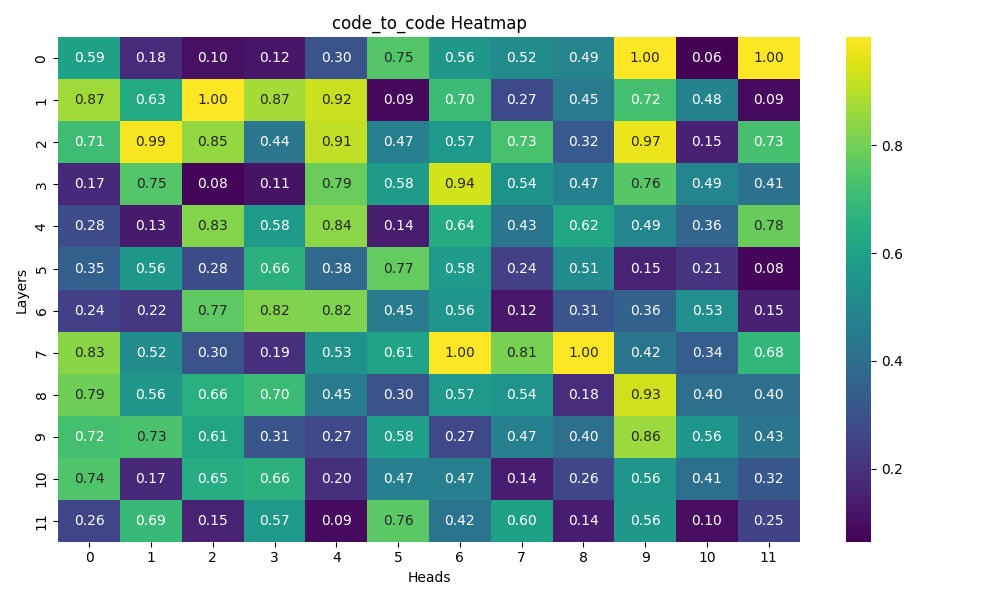 code_to_code Heatmap
0 0.59 0.18 0.10 0.12 0.30 0.75 0.56 0.52 0.49 1.00 0.06 1.00
1 0.87 0.63 1.00 0.87 0.92 0.09 0.70 0.27 0.45 0.72 0.48 0.09
2 0.71 0.99 0.85 0.44 0.91 0.47 0.57 0.73 0.32 0.97 0.15 0.73
3 0.17 0.75 0.08 0.11 0.79 0.58 0.94 0.54 0.47 0.76 0.49 0.41
4 0.28 0.13 0.83 0.58 0.84 0.14 0.64 0.43 0.62 0.49 0.36 0.78
5 0.35 0.56 0.28 0.66 0.38 0.77 0.58 0.24 0.51 0.15 0.21 0.08
6 0.24 0.22 0.77 0.82 0.82 0.45 0.56 0.12 0.31 0.36 0.53 0.15
7 0.83 0.52 0.30 0.19 0.53 0.61 1.00 0.81 1.00 0.42 0.34 0.68
8 0.79 0.56 0.66 0.70 0.45 0.30 0.57 0.54 0.18 0.93 0.40 0.40
9 0.72 0.73 0.61 0.31 0.27 0.58 0.27 0.47 0.40 0.86 0.56 0.43
10 0.74 0.17 0.65 0.66 0.20 0.47 0.47 0.14 0.26 0.56 0.41 0.32
11 0.26 0.69 0.15 0.57 0.09 0.76 0.42 0.60 0.14 0.56 0.10 0.25
0 1 2 3 4 5 6 7 8 9 10 11
Heads
Layers
0.8
0.6
0.4
0.2